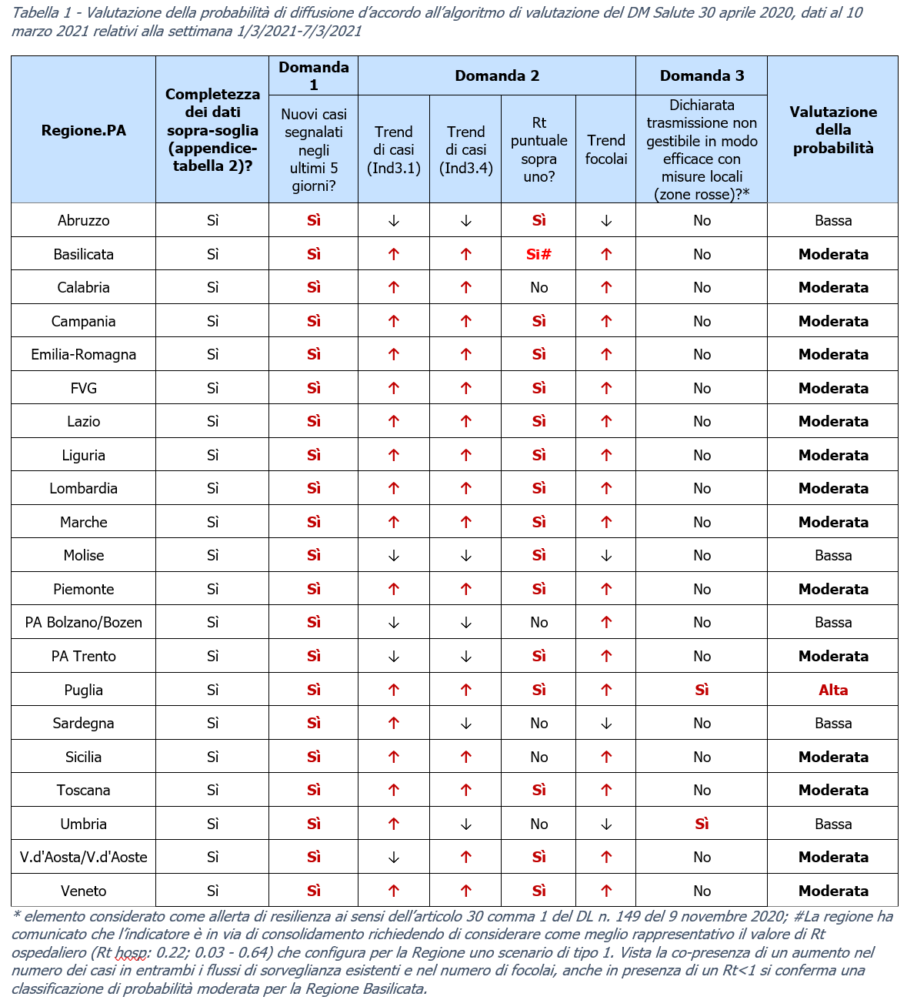 Tabella 1 - Valutazione della probabilità di diffusione d’accordo all’algoritmo di valutazione del DM Salute 30 aprile 2020, dati al 10
marzo 2021 relativi alla settimana 1/3/2021-7/3/2021
Regione.PA
Completezza
dei dati
sopra-soglia
(appendice-
tabella 2)?
Domanda
1
Nuovi casi
segnalati
negli
ultimi 5
giorni?
Domanda 2
Trend
di casi
(Ind3.1)
Trend
di casi
(Ind3.4)
Rt
puntuale
sopra
uno?
Trend
focolai
Domanda 3
Dichiarata
trasmissione non
gestibile in modo
efficace con
misure locali
(zone rosse)?*
Valutazione
della
probabilità
Abruzzo Sì Sì ↓ ↓ Sì ↓ No Bassa
Basilicata Sì Sì ↑ ↑ Si# ↑ No Moderata
Calabria Sì Sì ↑ ↑ No ↑ No Moderata
Campania Sì Sì ↑ ↑ Sì ↑ No Moderata
Emilia-Romagna Sì Sì ↑ ↑ Sì ↑ No Moderata
FVG Sì Sì ↑ ↑ Sì ↑ No Moderata
Lazio Sì Sì ↑ ↑ Sì ↑ No Moderata
Liguria Sì Sì ↑ ↑ Sì ↑ No Moderata
Lombardia Sì Sì ↑ ↑ Sì ↑ No Moderata
Marche Sì Sì ↑ ↑ Sì ↑ No Moderata
Molise Sì Sì ↓ ↓ Sì ↓ No Bassa
Piemonte Sì Sì ↑ ↑ Sì ↑ No Moderata
PA Bolzano/Bozen Sì Sì ↓ ↓ No ↑ No Bassa
PA Trento Sì Sì ↓ ↓ Sì ↑ No Moderata
Puglia Sì Sì ↑ ↑ Sì ↑ Sì Alta
Sardegna Sì Sì ↑ ↓ No ↓ No Bassa
Sicilia Sì Sì ↑ ↑ No ↑ No Moderata
Toscana Sì Sì ↑ ↑ Sì ↑ No Moderata
Umbria Sì Sì ↑ ↓ No ↓ Sì Bassa
V.d'Aosta/V.d'Aoste Sì Sì ↓ ↑ Sì ↑ No Moderata
Veneto Sì Sì ↑ ↑ Sì ↑ No Moderata
* elemento considerato come allerta di resilienza ai sensi dell’articolo 30 comma 1 del DL n. 149 del 9 novembre 2020; #La regione ha
comunicato che l’indicatore è in via di consolidamento richiedendo di considerare come meglio rappresentativo il valore di Rt
ospedaliero (Rt hosp: 0.22; 0.03 - 0.64) che configura per la Regione uno scenario di tipo 1. Vista la co-presenza di un aumento nel
numero dei casi in entrambi i flussi di sorveglianza esistenti e nel numero di focolai, anche in presenza di un Rt<1 si conferma una
classificazione di probabilità moderata per la Regione Basilicata.